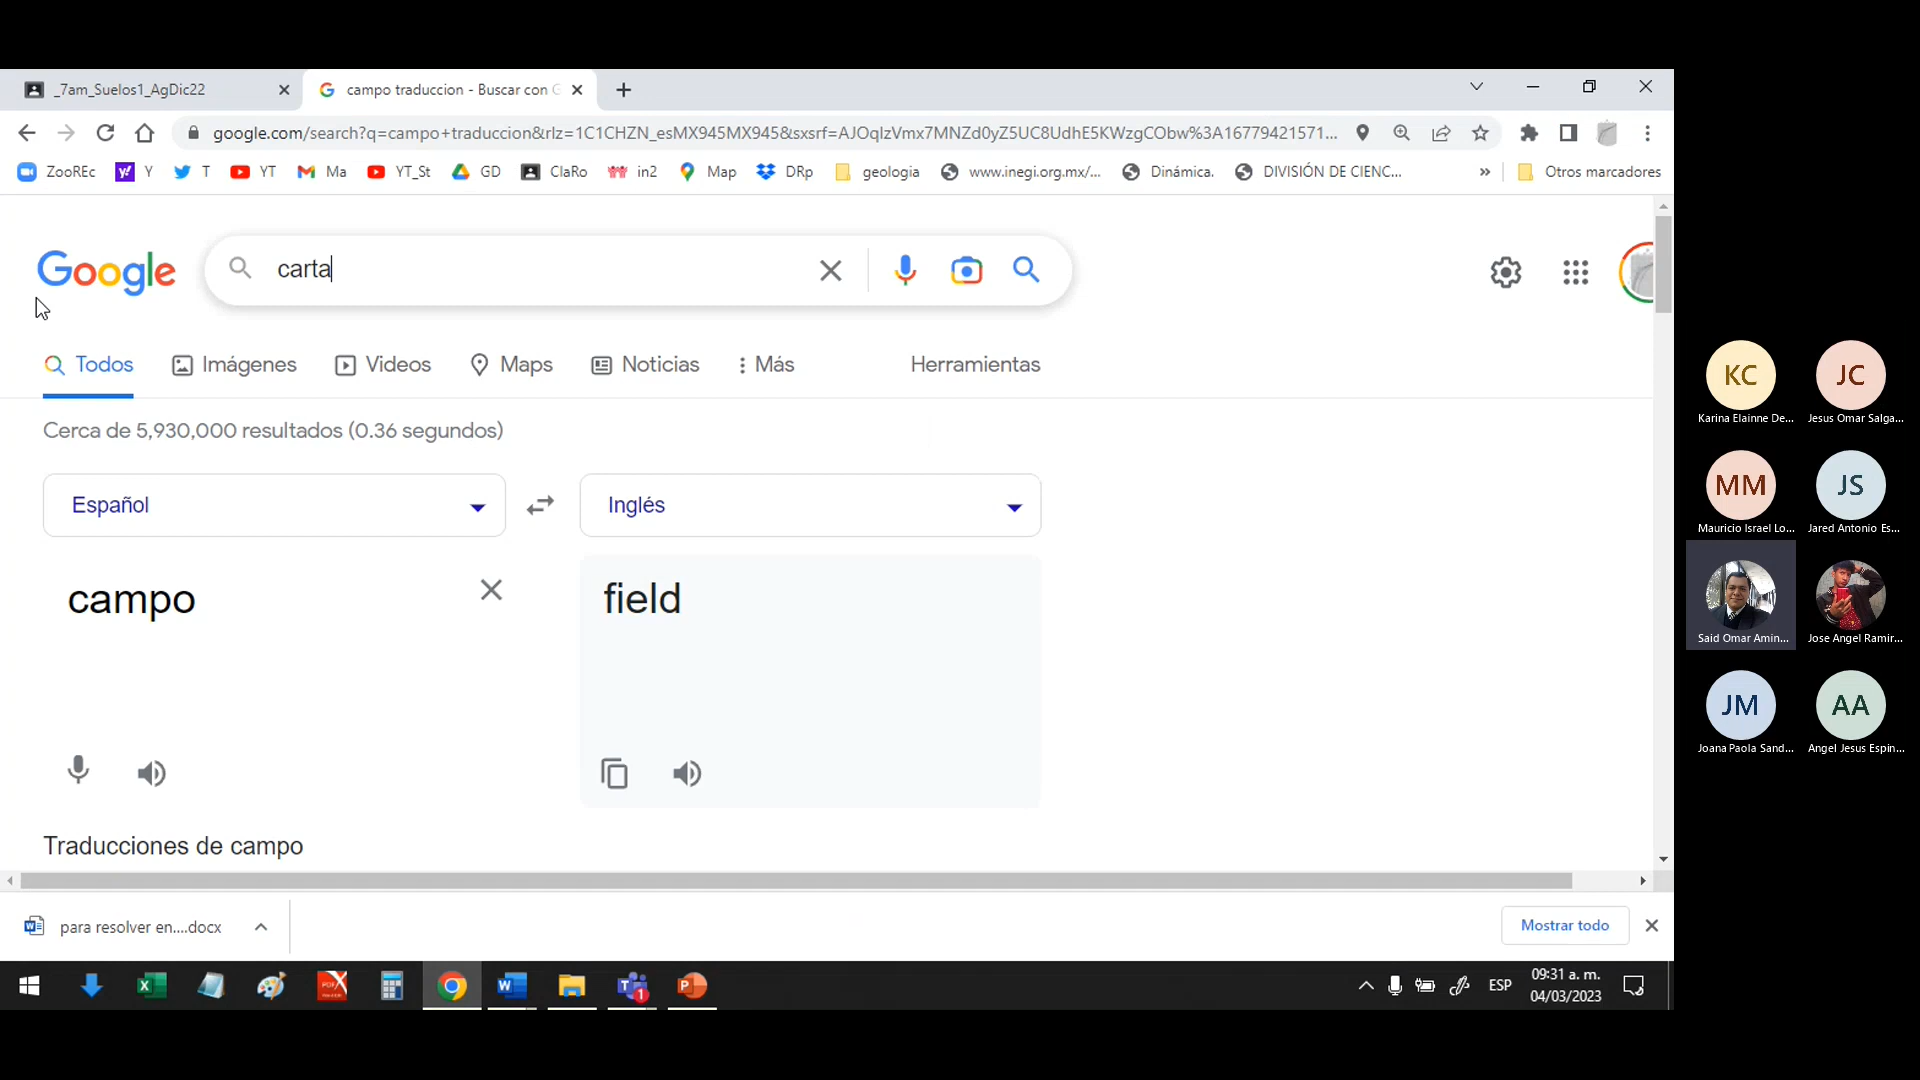 _7am_Suelos1_AgDic22
campo traduccion - Buscar con G
google.com/search?q=campo+traduccion&rlz=1C1CHZN_esMX945MX945&sxsrf=AJOqlzVmx7MNZd0yZ5UC8UdhE5KWzgCObw%3A16779421571...
ZooREc Y T YT Ma YT_St GD ClaRo in2 Map DRp geologia www.inegi.org.mx/... Dinámica. DIVISIÓN DE CIENC... » Otros marcadores
Google
carta
Todos Imágenes Videos Maps Noticias Más Herramientas
Cerca de 5,930,000 resultados (0.36 segundos)
Español Inglés
campo field
Traducciones de campo
para resolver en....docx
Mostrar todo
ESP
09:31 a. m.
04/03/2023
KC JC
Karina Elainne De... Jesus Omar Salga...
MM JS
Mauricio Israel Lo... Jared Antonio Es...
Said Omar Amin... Jose Angel Ramir...
JM AA
Joana Paola Sand... Angel Jesus Espin...